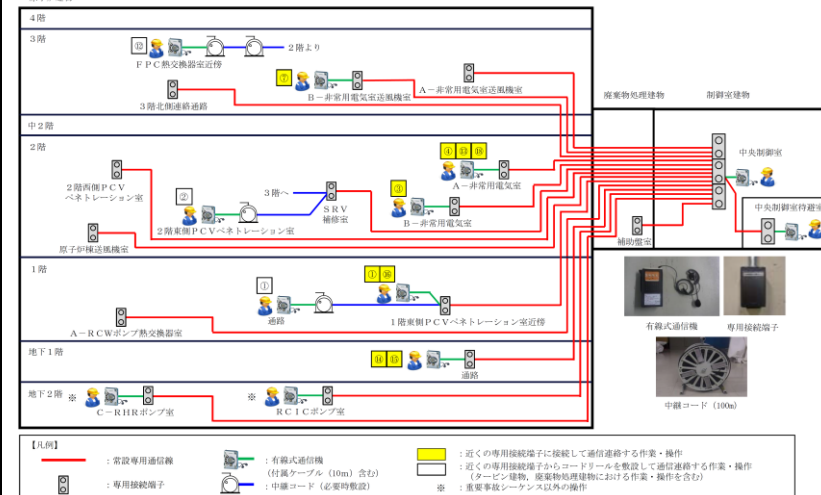 4階
3階
⑫
2階より
FPC熱交換器室近傍
⑦
B－非常用電気室送風機室
A－非常用電気室送風機室
3階北側連絡通路
廃棄物処理建物
制御室建物
中2階
2階
④ ⑬ ⑱
中央制御室
A－非常用電気室
2階西側PCV
ペネトレーション室
②
3階へ
SRV
補修室
③
B－非常用電気室
2階東側PCVペネトレーション室
中央制御室待避室
補助盤室
原子炉棟送風機室
1階
①
① ⑯
通路
1階東側PCVペネトレーション室近傍
A－RCWポンプ熱交換器室
有線式通信機
専用接続端子
地下1階
⑭ ⑮
通路
地下2階
※
C－RHRポンプ室
※
RCICポンプ室
中継コード（100m）
【凡例】
：常設専用通信線
：専用接続端子
：有線式通信機
（付属ケーブル（10m）含む）
：中継コード（必要時敷設）
：近くの専用接続端子に接続して通信連絡する作業・操作
：近くの専用接続端子からコードリールを敷設して通信連絡する作業・操作
（タービン建物，廃棄物処理建物における作業・操作を含む）
※　：重要事故シーケンス以外の操作